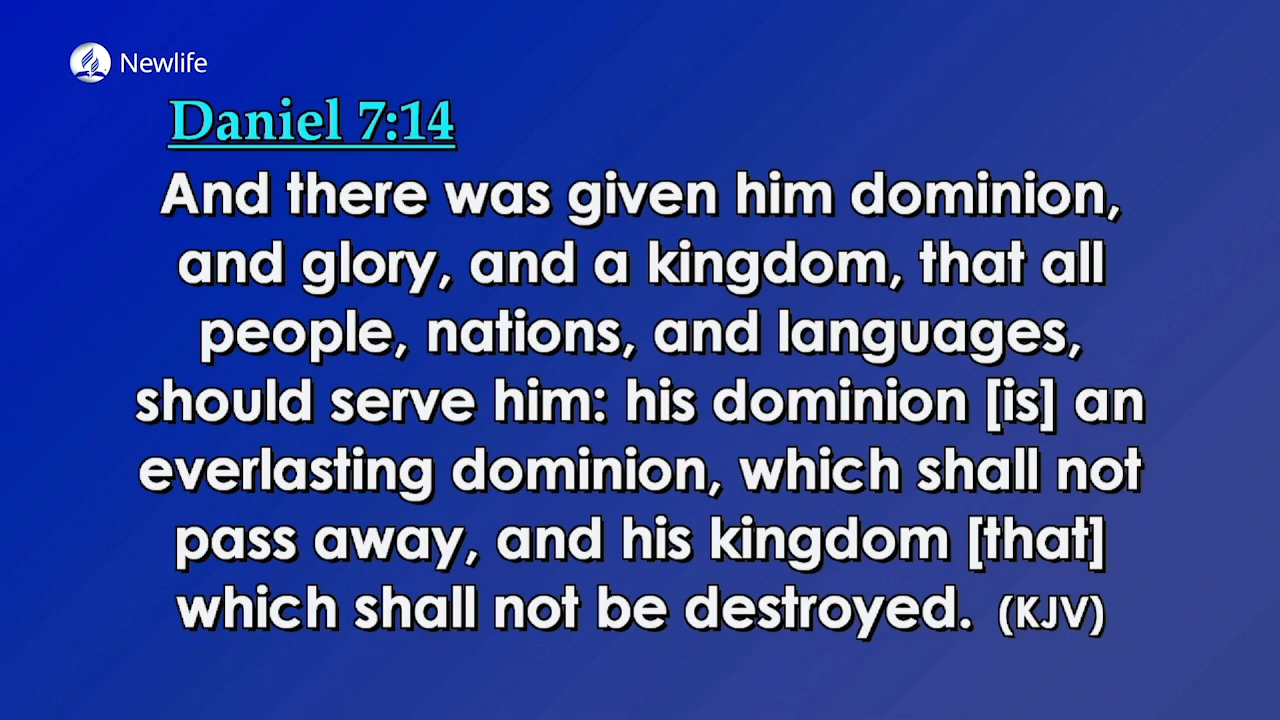 Newlife
Daniel 7:14
And there was given him dominion,
and glory, and a kingdom, that all
people, nations, and languages,
should serve him: his dominion [is] an
everlasting dominion, which shall not
pass away, and his kingdom [that]
which shall not be destroyed. (KJV)